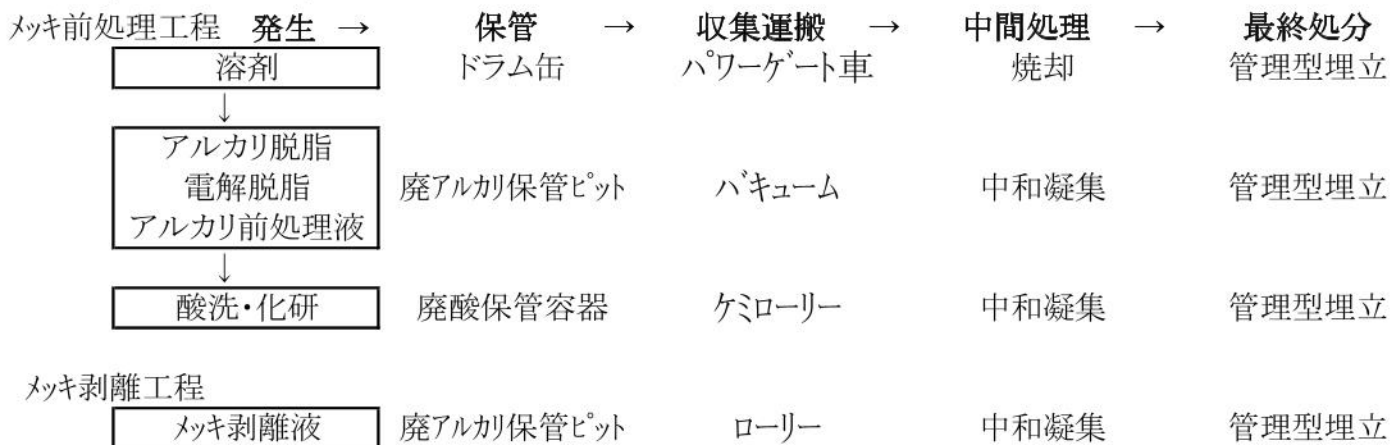 メッキ前処理工程 発生 → 保管 → 収集運搬 → 中間処理 → 最終処分
溶剤 ドラム缶 パワーゲート車 焼却 管理型埋立
↓
アルカリ脱脂
電解脱脂 廃アルカリ保管ピット バキューム 中和凝集 管理型埋立
アルカリ前処理液
↓
酸洗・化研 廃酸保管容器 ケミローリー 中和凝集 管理型埋立
メッキ剥離工程
メッキ剥離液 廃アルカリ保管ピット ローリー 中和凝集 管理型埋立